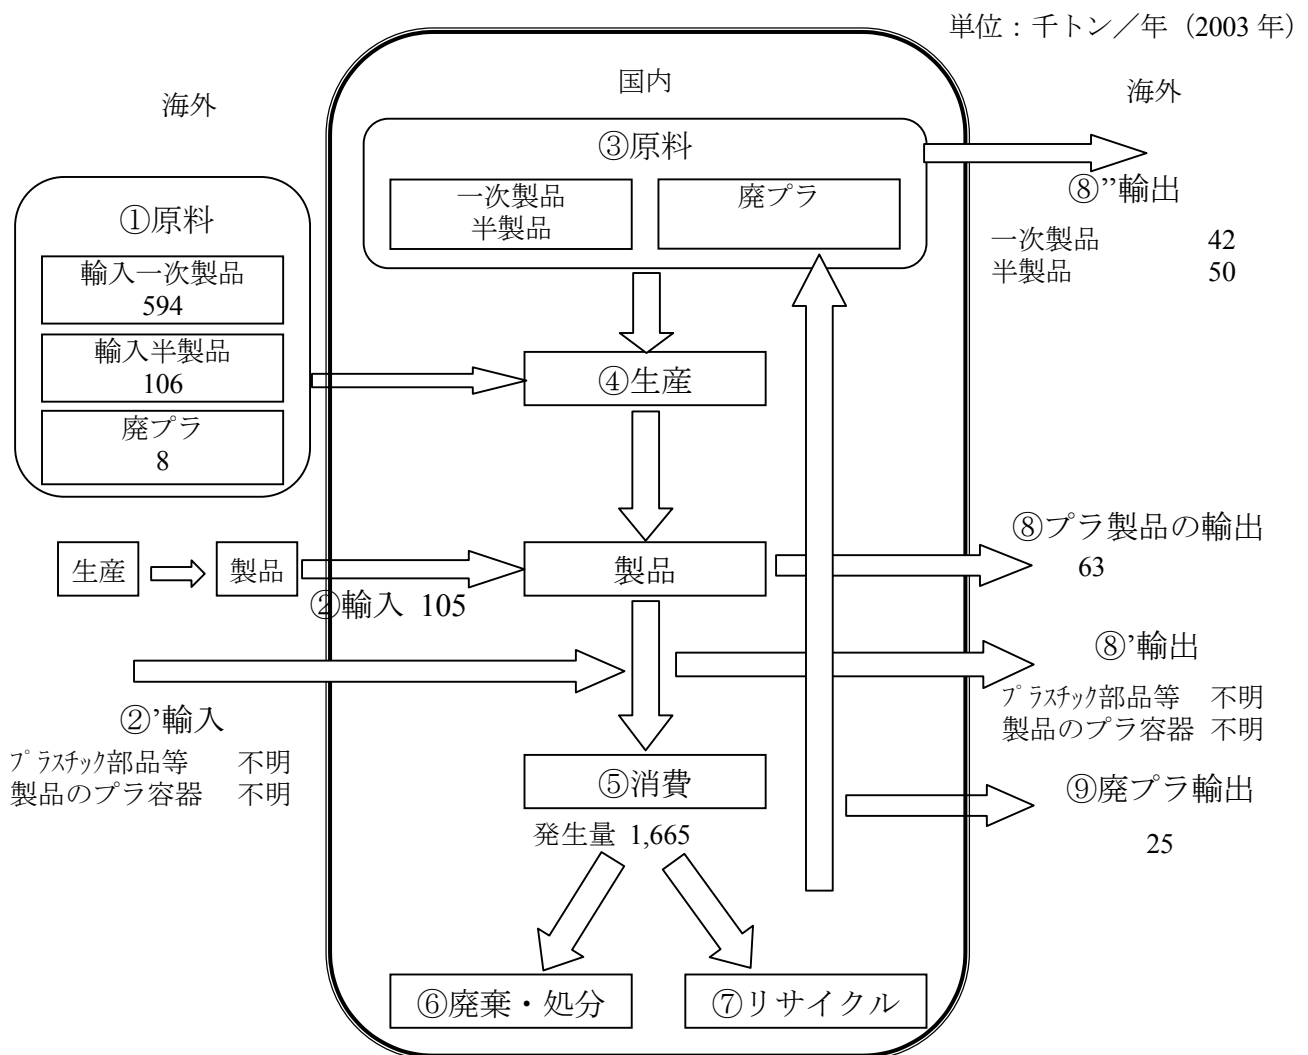 単位：千トン／年（2003 年）
国内
海外
海外
③原料
一次製品
半製品
廃プラ
⑧”輸出
一次製品 42
半製品 50
①原料
輸入一次製品
594
輸入半製品
106
廃プラ
8
④生産
生産
製品
②輸入 105
製品
⑧プラ製品の輸出
63
②’輸入
プラスチック部品等 不明
製品のプラ容器 不明
⑧’輸出
プラスチック部品等 不明
製品のプラ容器 不明
⑤消費
発生量 1,665
⑨廃プラ輸出
25
⑥廃棄・処分
⑦リサイクル